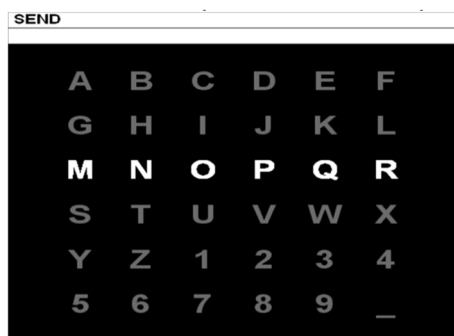 SEND
A B C D E F
G H I J K L
M N O P Q R
S T U V W X
Y Z 1 2 3 4
5 6 7 8 9 _